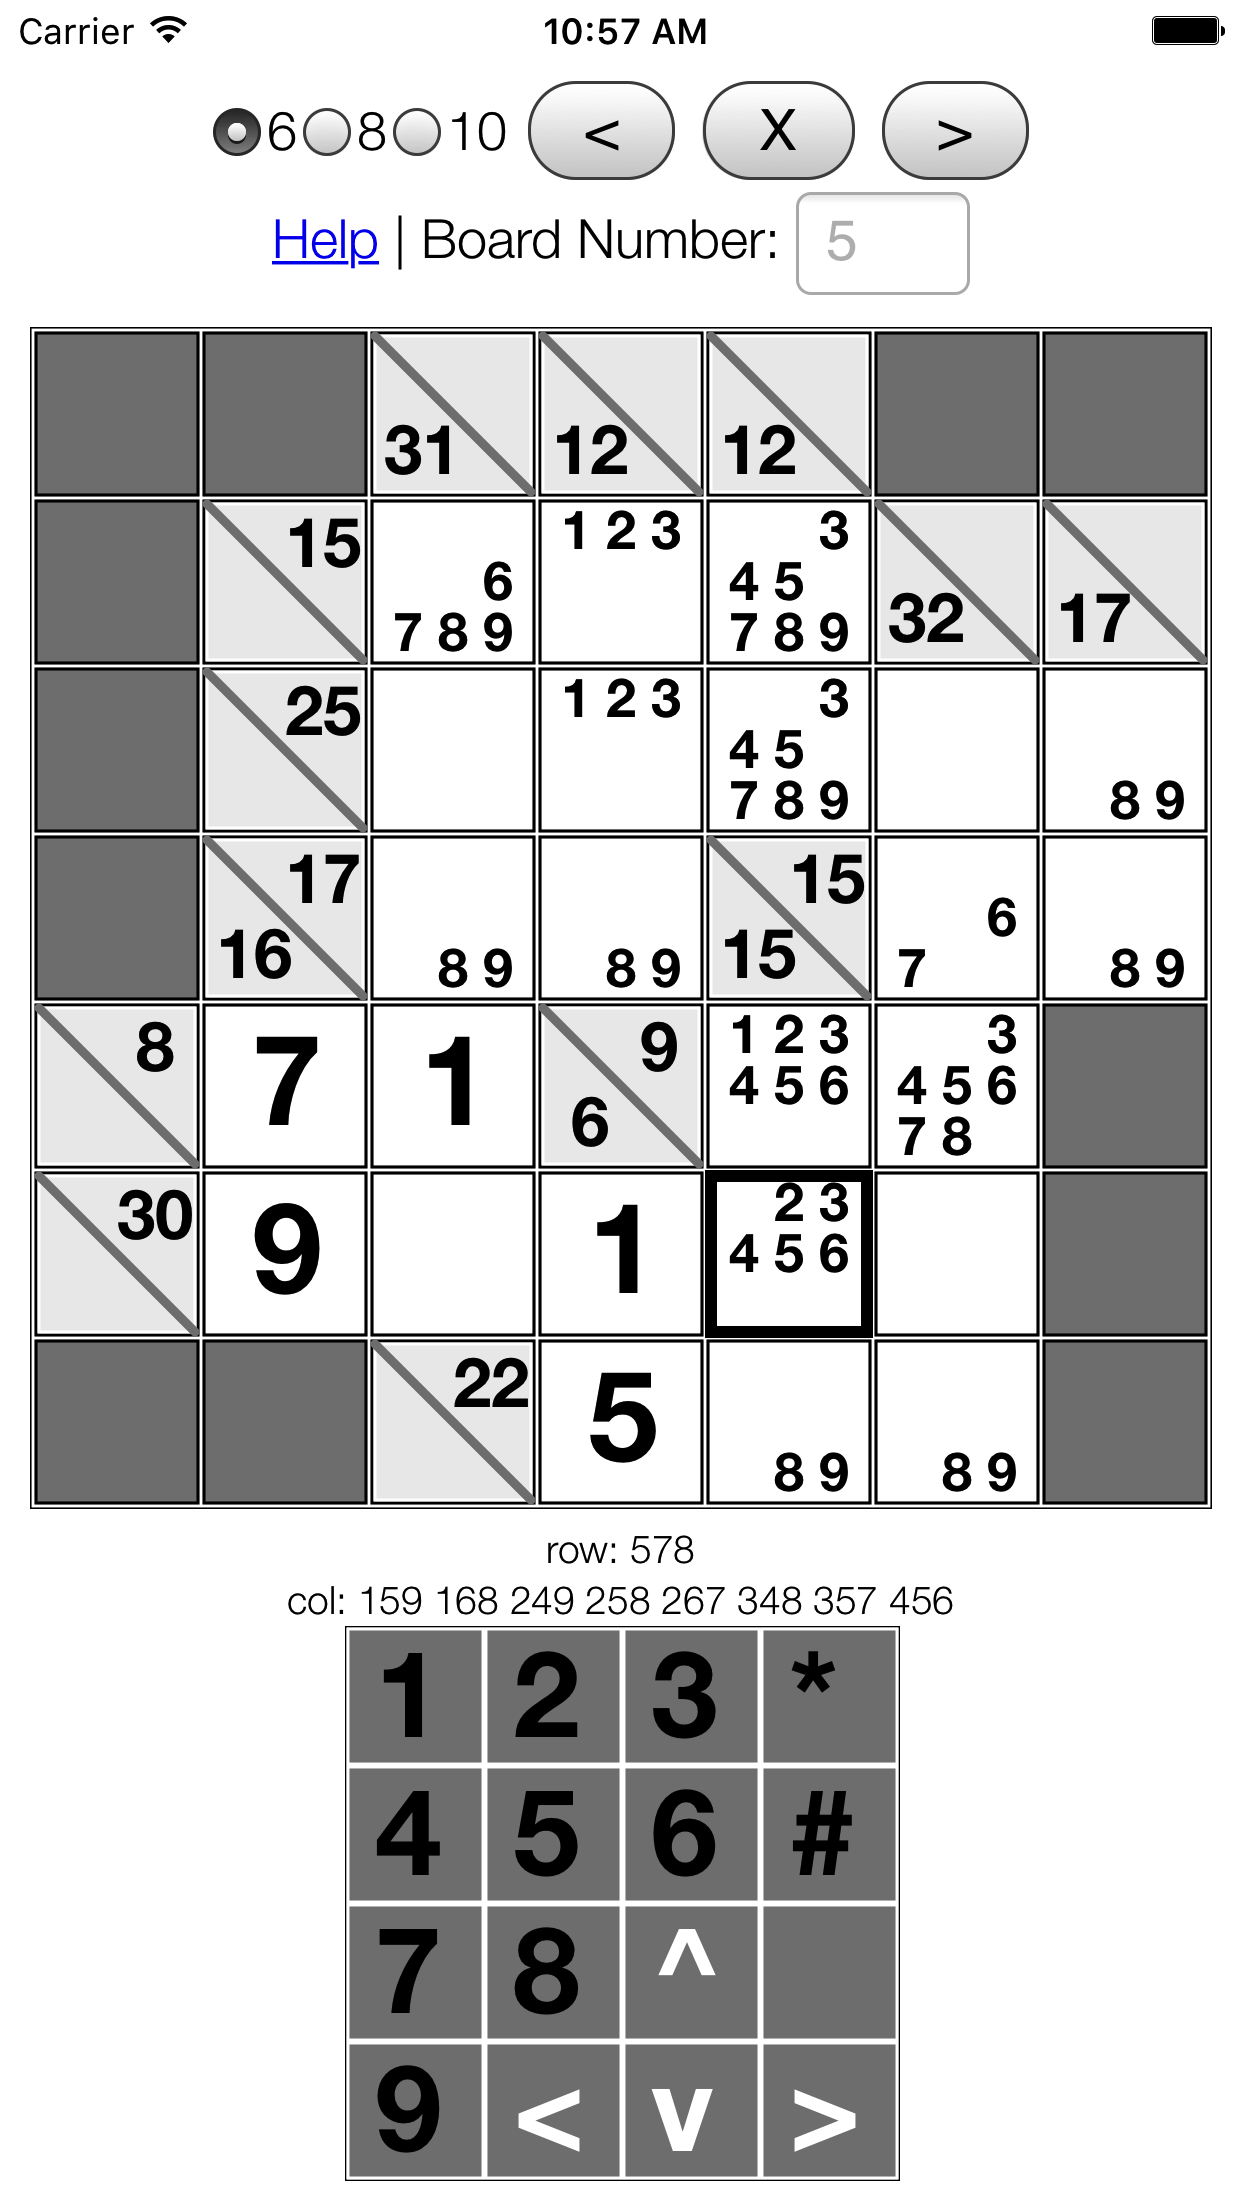 Carrier 10:57 AM
6 8 10 < X >
Help | Board Number: 5
31 12 12
15 6 7 8 9 1 2 3 3 4 5 7 8 9 32 17
25 1 2 3 3 4 5 7 8 9 8 9
17 16 8 9 8 9 15 15 6 7 8 9
8 7 1 9 6 1 2 3 4 5 6 3 4 5 6 7 8
30 9 1 2 3 4 5 6
22 5 8 9 8 9
row: 578
col: 159 168 249 258 267 348 357 456
1 2 3 *
4 5 6 #
7 8 ^
9 < v >